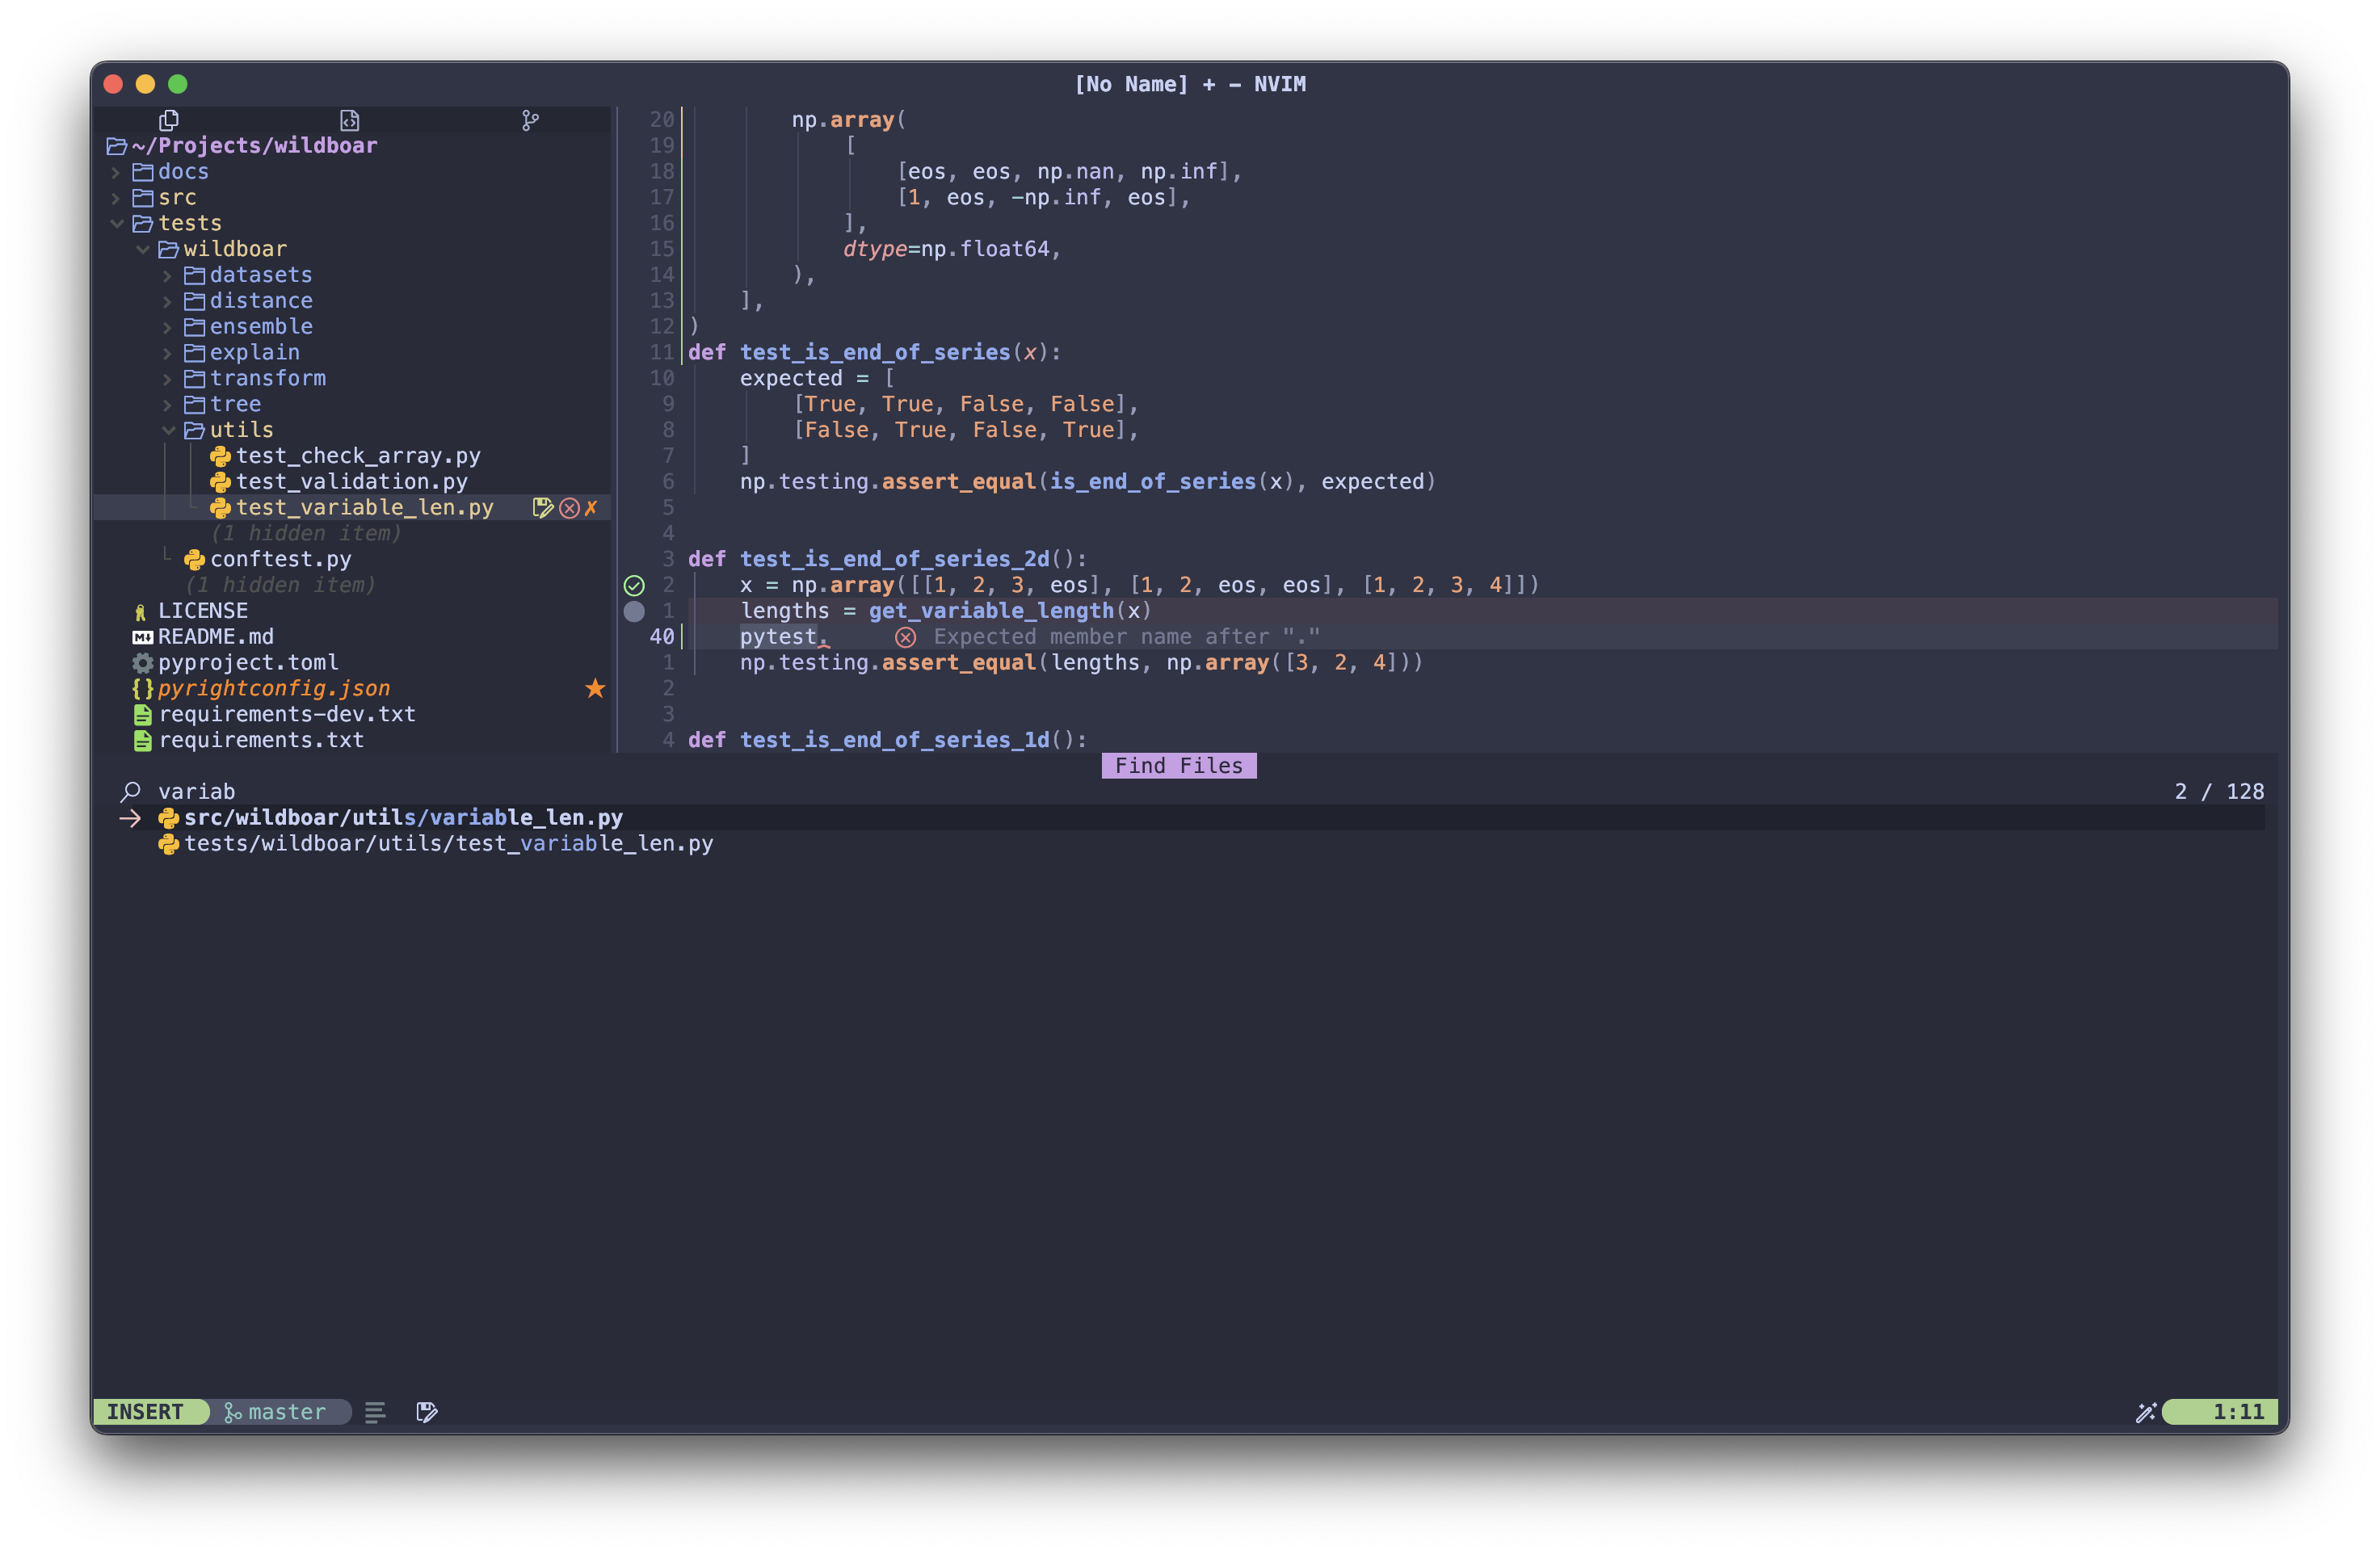 [No Name] + - NVIM
~/Projects/wildboar
docs
src
tests
wildboar
datasets
distance
ensemble
explain
transform
tree
utils
test_check_array.py
test_validation.py
test_variable_len.py
(1 hidden item)
conftest.py
(1 hidden item)
LICENSE
README.md
pyproject.toml
pyrightconfig.json
requirements-dev.txt
requirements.txt
20 np.array(
19 [
18 [eos, eos, np.nan, np.inf],
17 [1, eos, -np.inf, eos],
16 ],
15 dtype=np.float64,
14 ),
13 ],
12 )
11 def test_is_end_of_series(x):
10 expected = [
9 [True, True, False, False],
8 [False, True, False, True],
7 ]
6 np.testing.assert_equal(is_end_of_series(x), expected)
5
4
3 def test_is_end_of_series_2d():
2 x = np.array([[1, 2, 3, eos], [1, 2, eos, eos], [1, 2, 3, 4]])
1 lengths = get_variable_length(x)
40 pytest. Expected member name after "."
1 np.testing.assert_equal(lengths, np.array([3, 2, 4]))
2
3
4 def test_is_end_of_series_1d():
Find Files
variab 2 / 128
src/wildboar/utils/variable_len.py
tests/wildboar/utils/test_variable_len.py
INSERT master 1:11